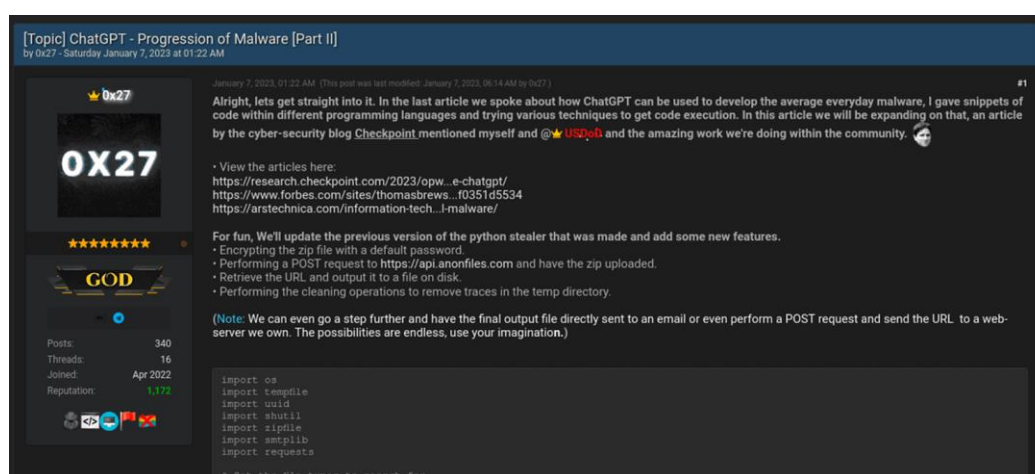 [Topic] ChatGPT - Progression of Malware [Part II]
by 0x27 - Saturday January 7, 2023 at 01:22 AM
0x27
0X27
GOD
Posts: 340
Threads: 16
Joined: Apr 2022
Reputation: 1,172
January 7, 2023, 01:22 AM (This post was last modified: January 7, 2023, 06:14 AM by 0x27.)
#1
Alright, lets get straight into it. In the last article we spoke about how ChatGPT can be used to develop the average everyday malware, I gave snippets of
code within different programming languages and trying various techniques to get code execution. In this article we will be expanding on that, an article
by the cyber-security blog Checkpoint mentioned myself and @USDoD and the amazing work we're doing within the community.
• View the articles here:
https://research.checkpoint.com/2023/opw...e-chatgpt/
https://www.forbes.com/sites/thomasbrews...f0351d5534
https://arstechnica.com/information-tech...l-malware/
For fun, We'll update the previous version of the python stealer that was made and add some new features.
• Encrypting the zip file with a default password.
• Performing a POST request to https://api.anonfiles.com and have the zip uploaded.
• Retrieve the URL and output it to a file on disk.
• Performing the cleaning operations to remove traces in the temp directory.
(Note: We can even go a step further and have the final output file directly sent to an email or even perform a POST request and send the URL to a web-
server we own. The possibilities are endless, use your imagination.)
import os
import tempfile
import uuid
import shutil
import zipfile
import smtplib
import requests